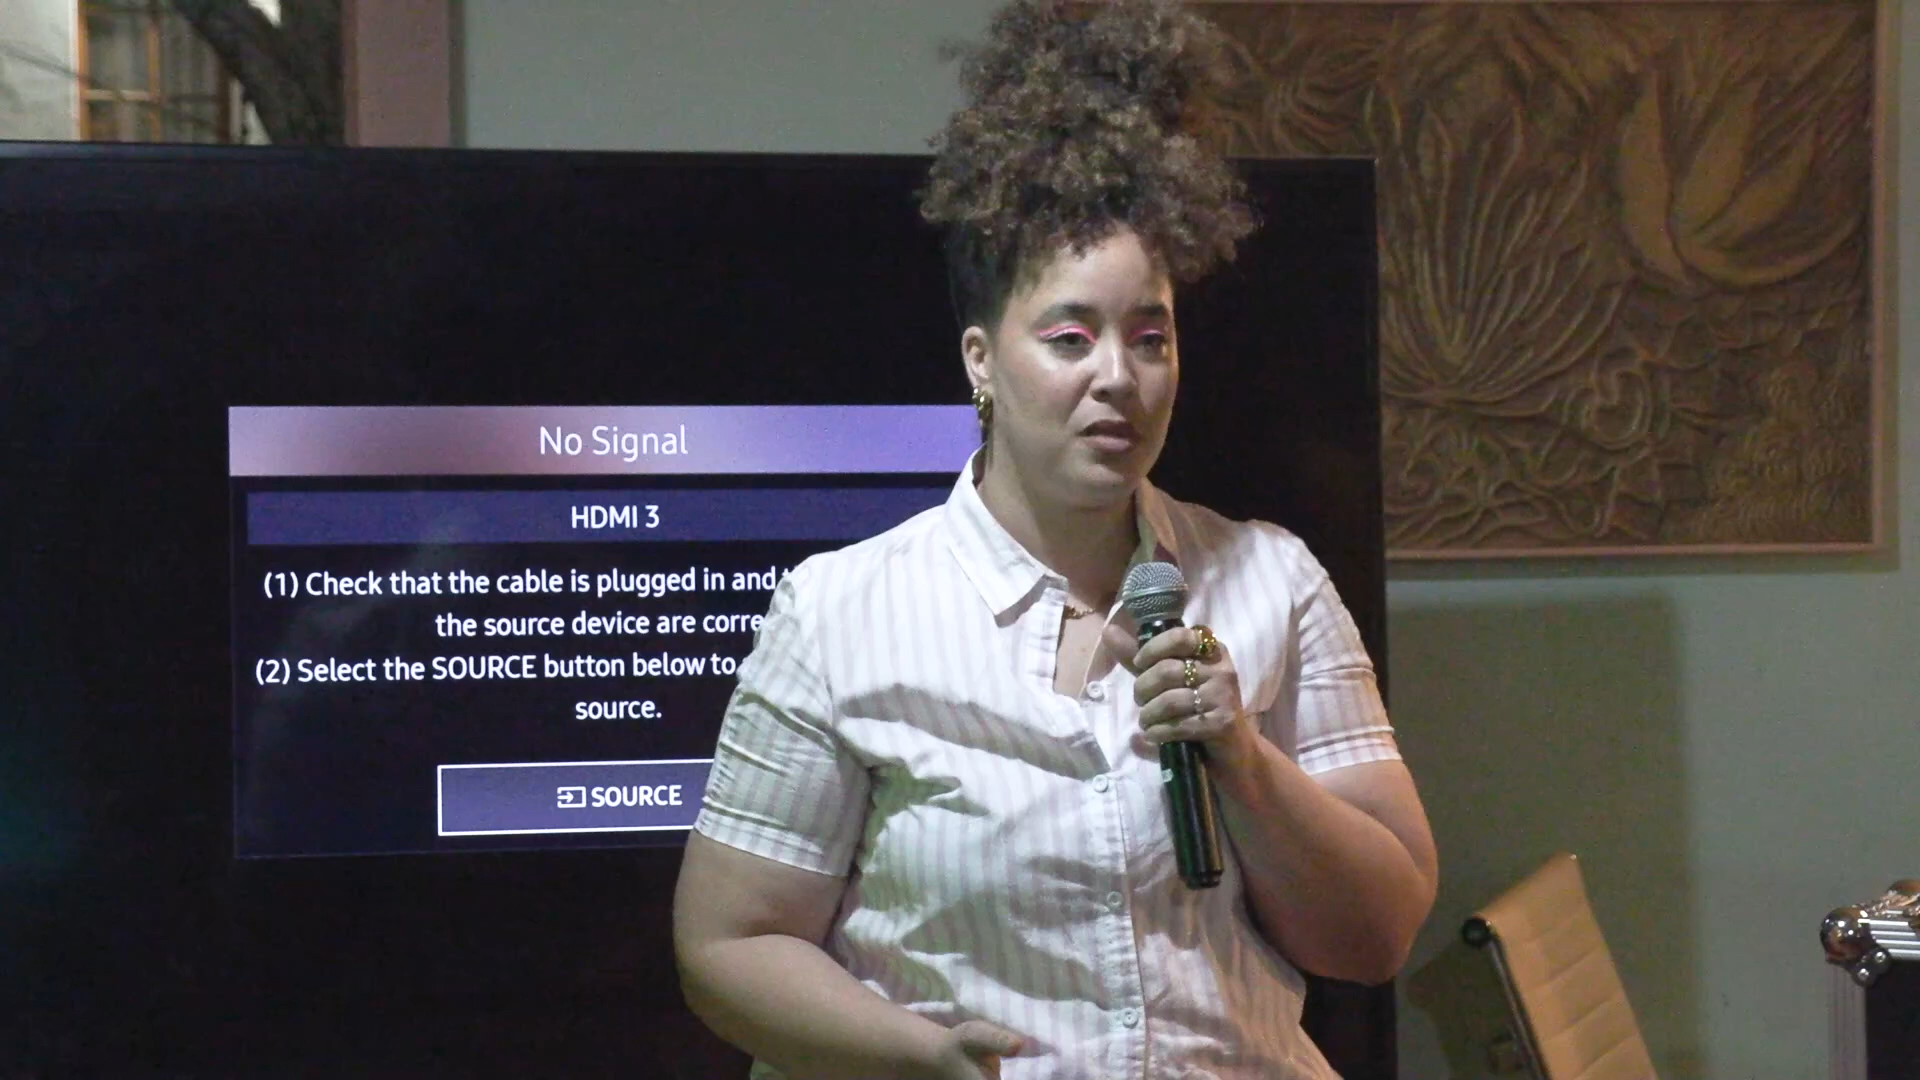 No Signal
HDMI 3
(1) Check that the cable is plugged in and
the source device are
(2) Select the SOURCE button below to
source.
SOURCE